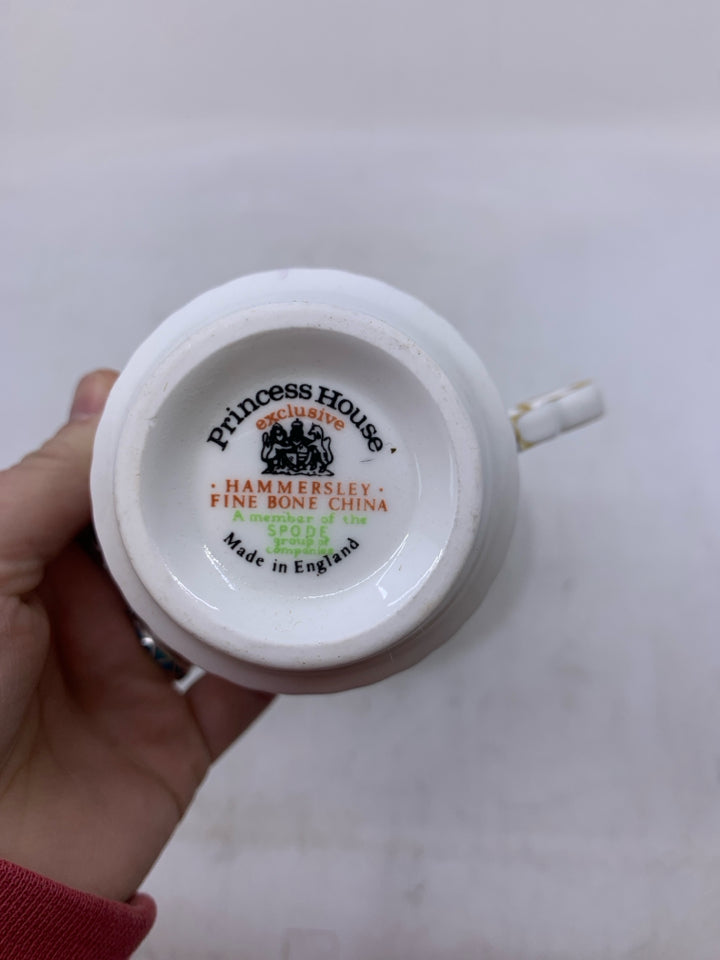 Princess House
exclusive
· HAMMERSLEY ·
FINE BONE CHINA
A member of the
SPODE
group of
Companies
Made in England